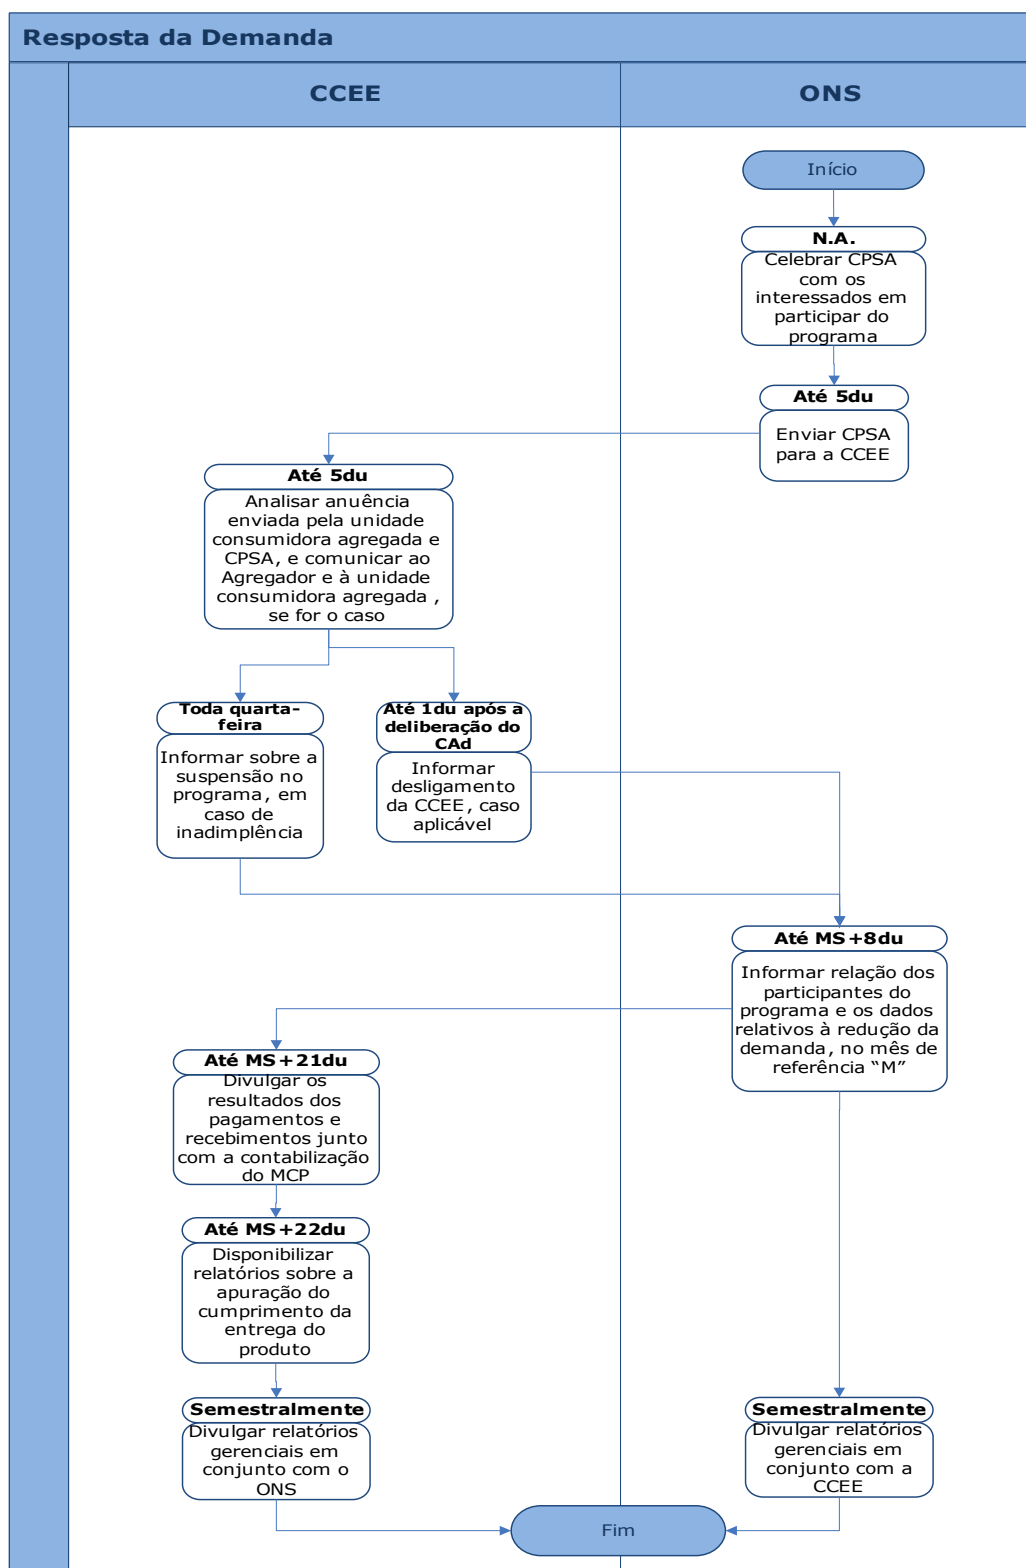 Resposta da Demanda
CCEE
ONS
Início
N.A.
Celebrar CPSA
com os
interessados em
participar do
programa
Até 5du
Enviar CPSA
para a CCEE
Até 5du
Analisar anuência
enviada pela unidade
consumidora agregada e
CPSA, e comunicar ao
Agregador e à unidade
consumidora agregada ,
se for o caso
Toda quarta-
feira
Informar sobre a
suspensão no
programa, em
caso de
inadimplência
Até 1du após a
deliberação do
CAd
Informar
desligamento
da CCEE, caso
aplicável
Até MS+8du
Informar relação dos
participantes do
programa e os dados
relativos à redução da
demanda, no mês de
referência “M”
Até MS+21du
Divulgar os
resultados dos
pagamentos e
recebimentos junto
com a contabilização
do MCP
Até MS+22du
Disponibilizar
relatórios sobre a
apuração do
cumprimento da
entrega do
produto
Semestralmente
Divulgar relatórios
gerenciais em
conjunto com o
ONS
Semestralmente
Divulgar relatórios
gerenciais em
conjunto com a
CCEE
Fim